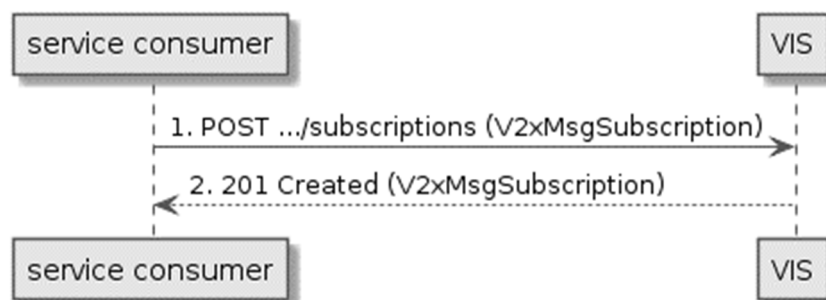 service consumer
VIS
1. POST .../subscriptions (V2xMsgSubscription)
2. 201 Created (V2xMsgSubscription)
service consumer
VIS